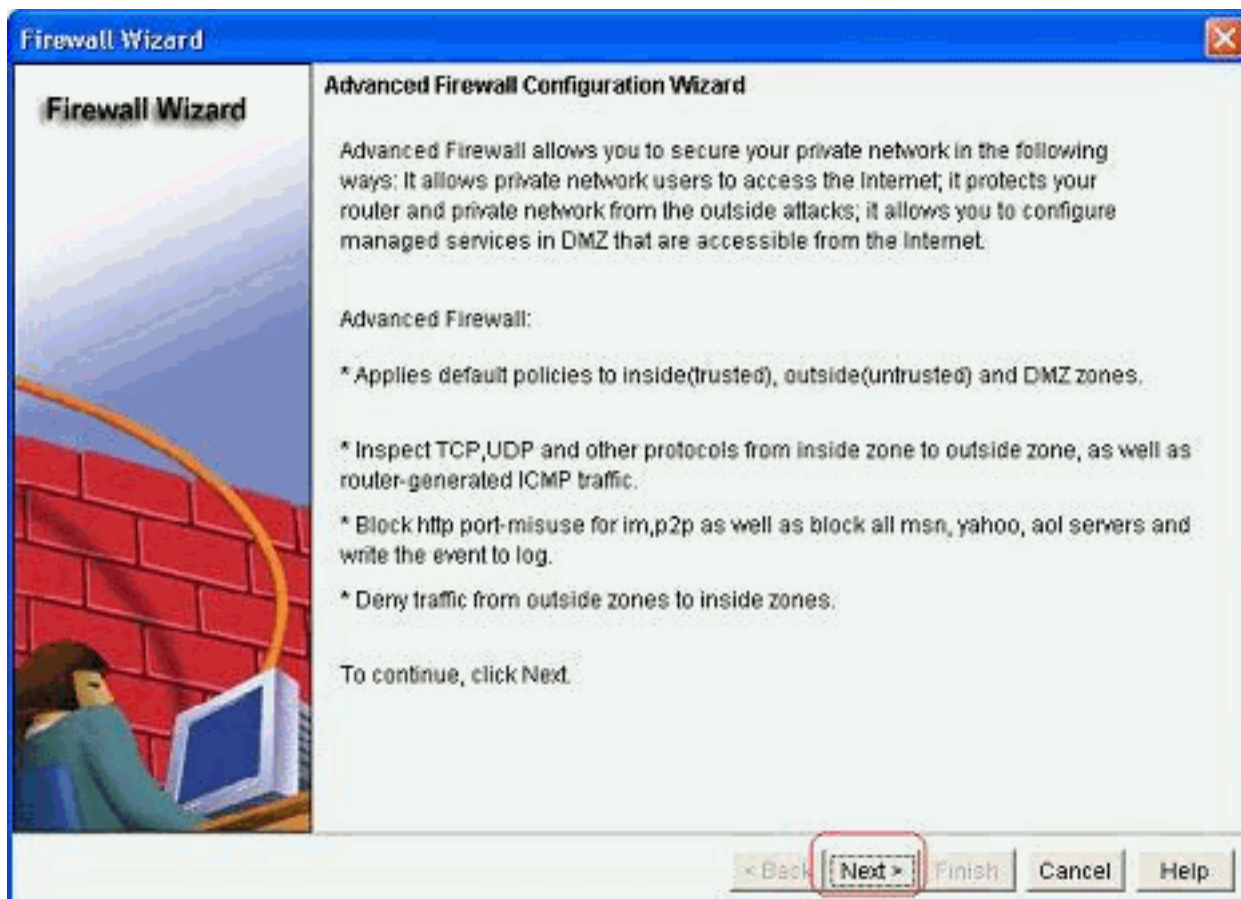 Firewall Wizard
Firewall Wizard
Advanced Firewall Configuration Wizard
Advanced Firewall allows you to secure your private network in the following
ways: It allows private network users to access the Internet; it protects your
router and private network from the outside attacks; it allows you to configure
managed services in DMZ that are accessible from the Internet.
Advanced Firewall:
* Applies default policies to inside(trusted), outside(untrusted) and DMZ zones.
* Inspect TCP,UDP and other protocols from inside zone to outside zone, as well as
router-generated ICMP traffic.
* Block http port-misuse for im,p2p as well as block all msn, yahoo, aol servers and
write the event to log.
* Deny traffic from outside zones to inside zones.
To continue, click Next.
< Back Next > Finish Cancel Help